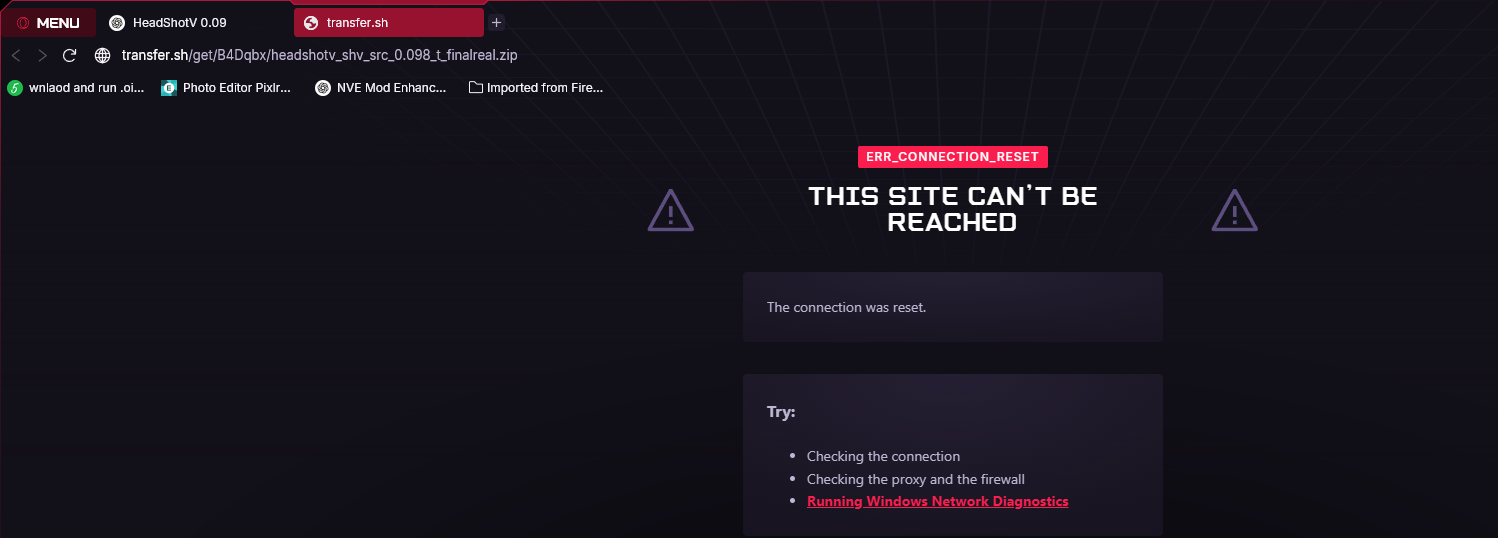 MENU
HeadShotV 0.09
transfer.sh
transfer.sh/get/B4Dqbx/headshotv_shv_src_0.098_t_finalreal.zip
wnlaod and run .oi...
Photo Editor Pixlr...
NVE Mod Enhanc...
Imported from Fire...
ERR_CONNECTION_RESET
THIS SITE CAN'T BE
REACHED
The connection was reset.
Try:
Checking the connection
Checking the proxy and the firewall
Running Windows Network Diagnostics